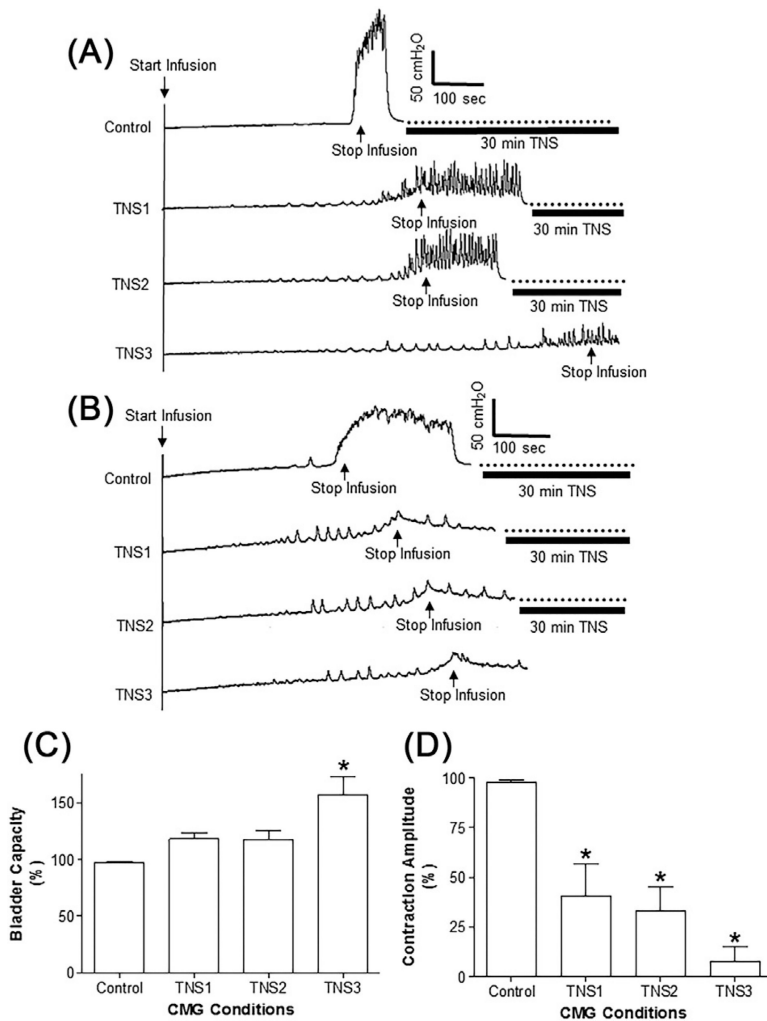 (A)
Start Infusion
50 cmH2O
100 sec
Control
Stop Infusion
30 min TNS
TNS1
Stop Infusion
30 min TNS
TNS2
Stop Infusion
30 min TNS
TNS3
Stop Infusion
(B)
Start Infusion
50 cmH2O
100 sec
Control
Stop Infusion
30 min TNS
TNS1
Stop Infusion
30 min TNS
TNS2
Stop Infusion
30 min TNS
TNS3
Stop Infusion
(C)
Bladder Capacity
(%)
150
100
50
0
*
Control TNS1 TNS2 TNS3
CMG Conditions
(D)
Contraction Amplitude
(%)
100
75
50
25
0
* * *
Control TNS1 TNS2 TNS3
CMG Conditions